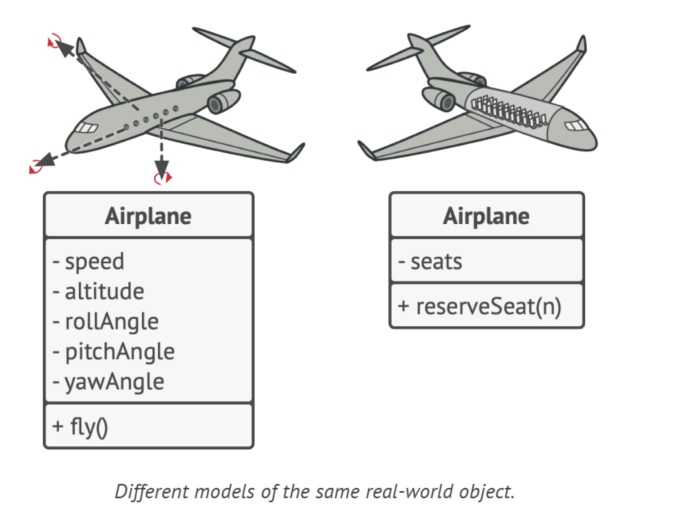 Airplane
- speed
- altitude
- rollAngle
- pitchAngle
- yawAngle
+ fly()
Airplane
- seats
+ reserveSeat(n)
Different models of the same real-world object.